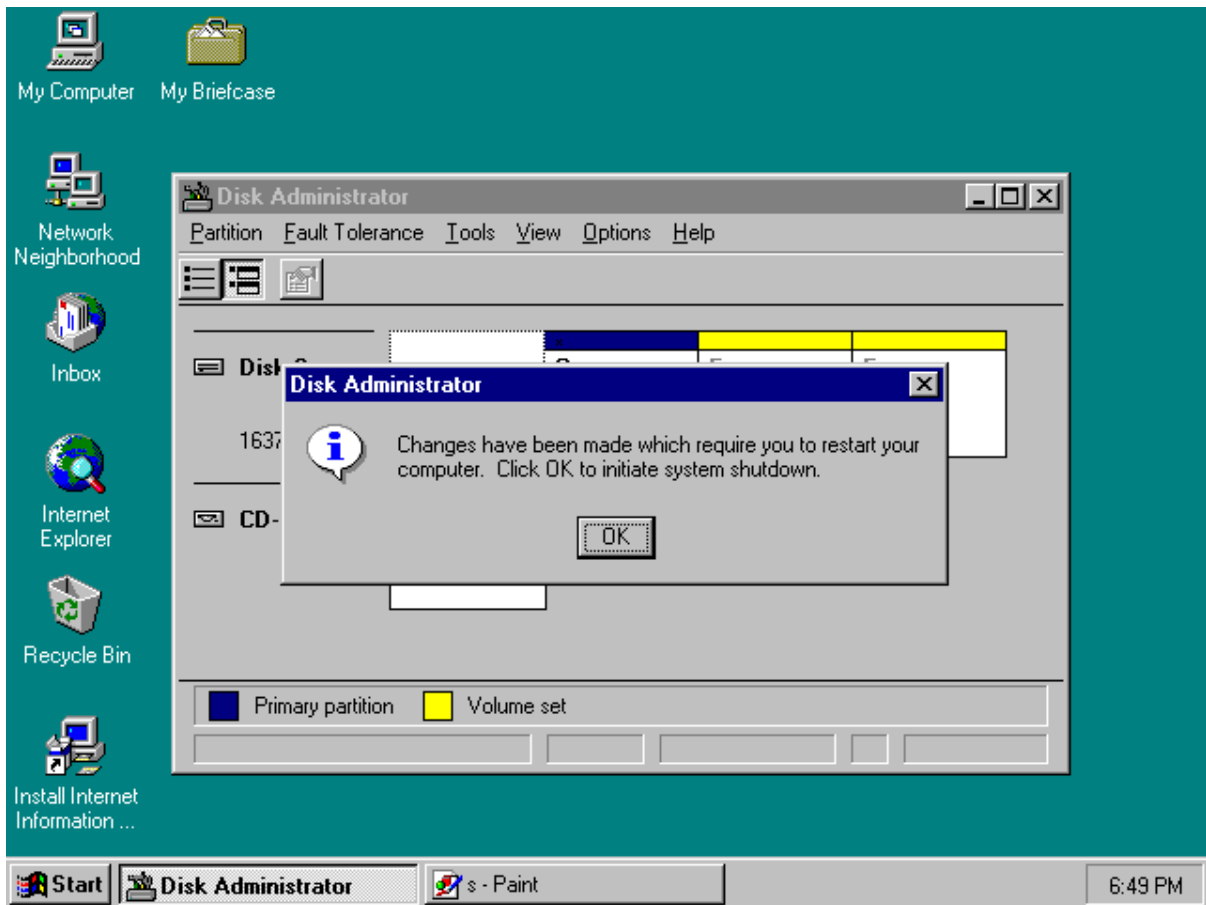 My Computer
My Briefcase
Network
Neighborhood
Inbox
Internet
Explorer
Recycle Bin
Install Internet
Information ...
Disk Administrator
Partition Fault Tolerance Tools View Options Help
1637
CD-
Disk Administrator
Changes have been made which require you to restart your
computer. Click OK to initiate system shutdown.
OK
Primary partition Volume set
Start Disk Administrator s - Paint 6:49 PM